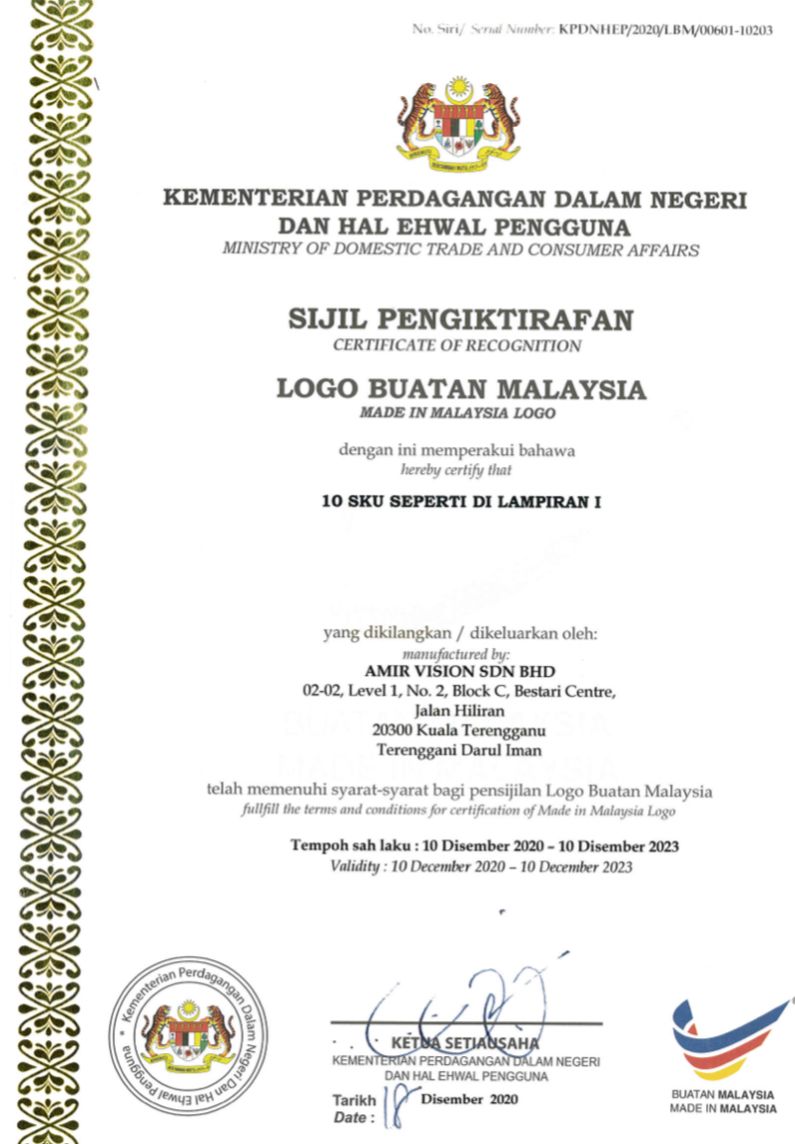 No. Siri/ Serial Number: KPDNHEP/2020/LBM/00601-10203
KEMENTERIAN PERDAGANGAN DALAM NEGERI
DAN HAL EHWAL PENGGUNA
MINISTRY OF DOMESTIC TRADE AND CONSUMER AFFAIRS
SIJIL PENGIKTIRAFAN
CERTIFICATE OF RECOGNITION
LOGO BUATAN MALAYSIA
MADE IN MALAYSIA LOGO
dengan ini memperakui bahawa
hereby certify that
10 SKU SEPERTI DI LAMPIRAN I
yang dikilangkan / dikeluarkan oleh:
manufactured by:
AMIR VISION SDN BHD
02-02, Level 1, No. 2, Block C, Bestari Centre,
Jalan Hiliran
20300 Kuala Terengganu
Terenggani Darul Iman
telah memenuhi syarat-syarat bagi pensijilan Logo Buatan Malaysia
fullfill the terms and conditions for certification of Made in Malaysia Logo
Tempoh sah laku : 10 Disember 2020 – 10 Disember 2023
Validity : 10 December 2020 – 10 December 2023
Kementerian Perdagangan Dalam Negeri Dan Hal Ehwal Pengguna
KETUA SETIAUSAHA
KEMENTERIAN PERDAGANGAN DALAM NEGERI
DAN HAL EHWAL PENGGUNA
Tarikh 18 Disember 2020
Date :
BUATAN MALAYSIA
MADE IN MALAYSIA